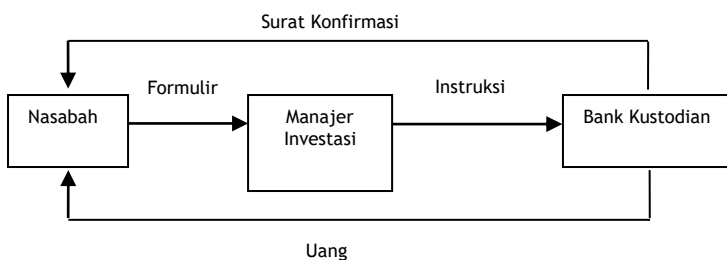 Surat Konfirmasi
Formulir
Instruksi
Nasabah
Manajer
Investasi
Bank Kustodian
Uang